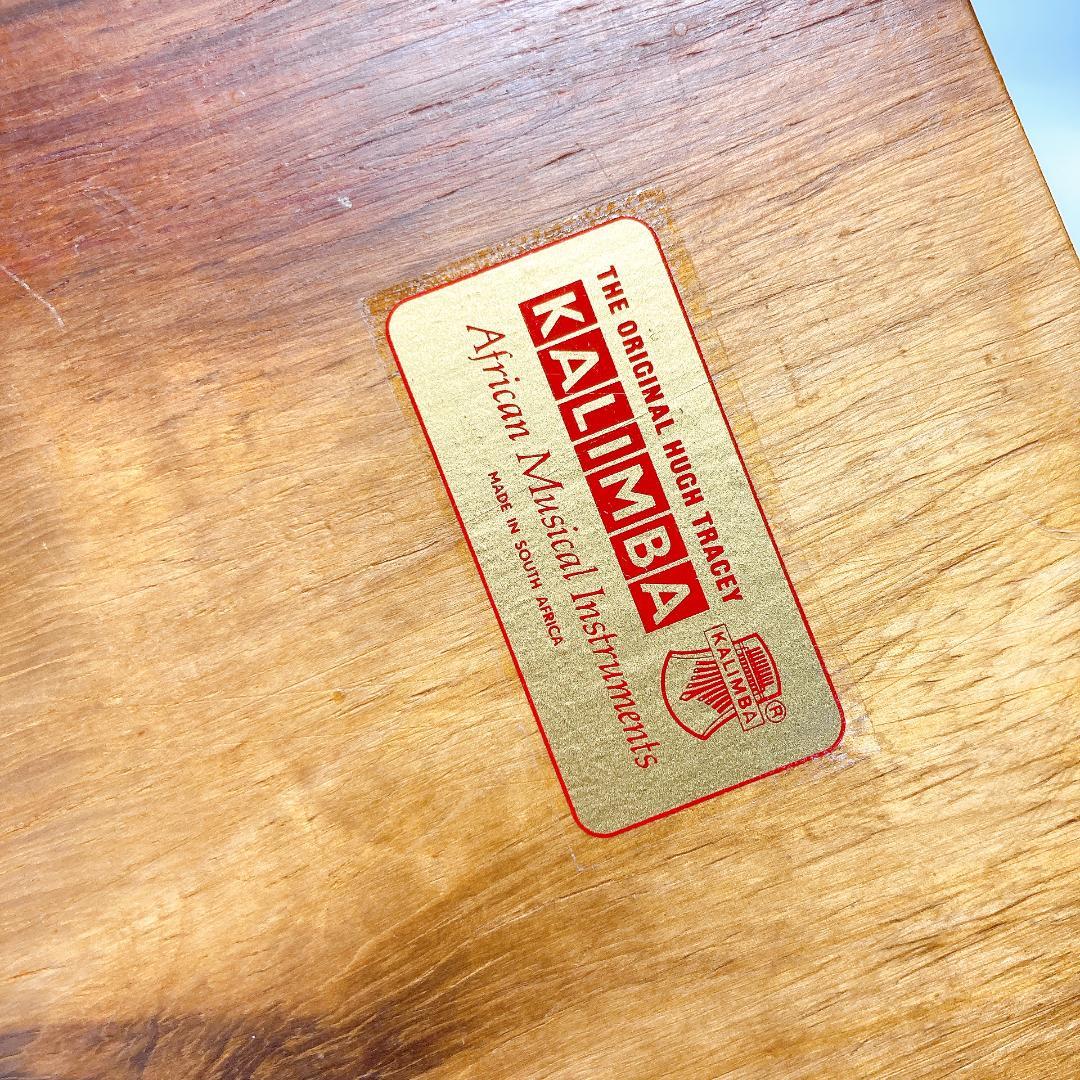 THE ORIGINAL HUGH TRACEY
KALIMBA
African Musical Instruments
MADE IN SOUTH AFRICA
KALIMBA
®